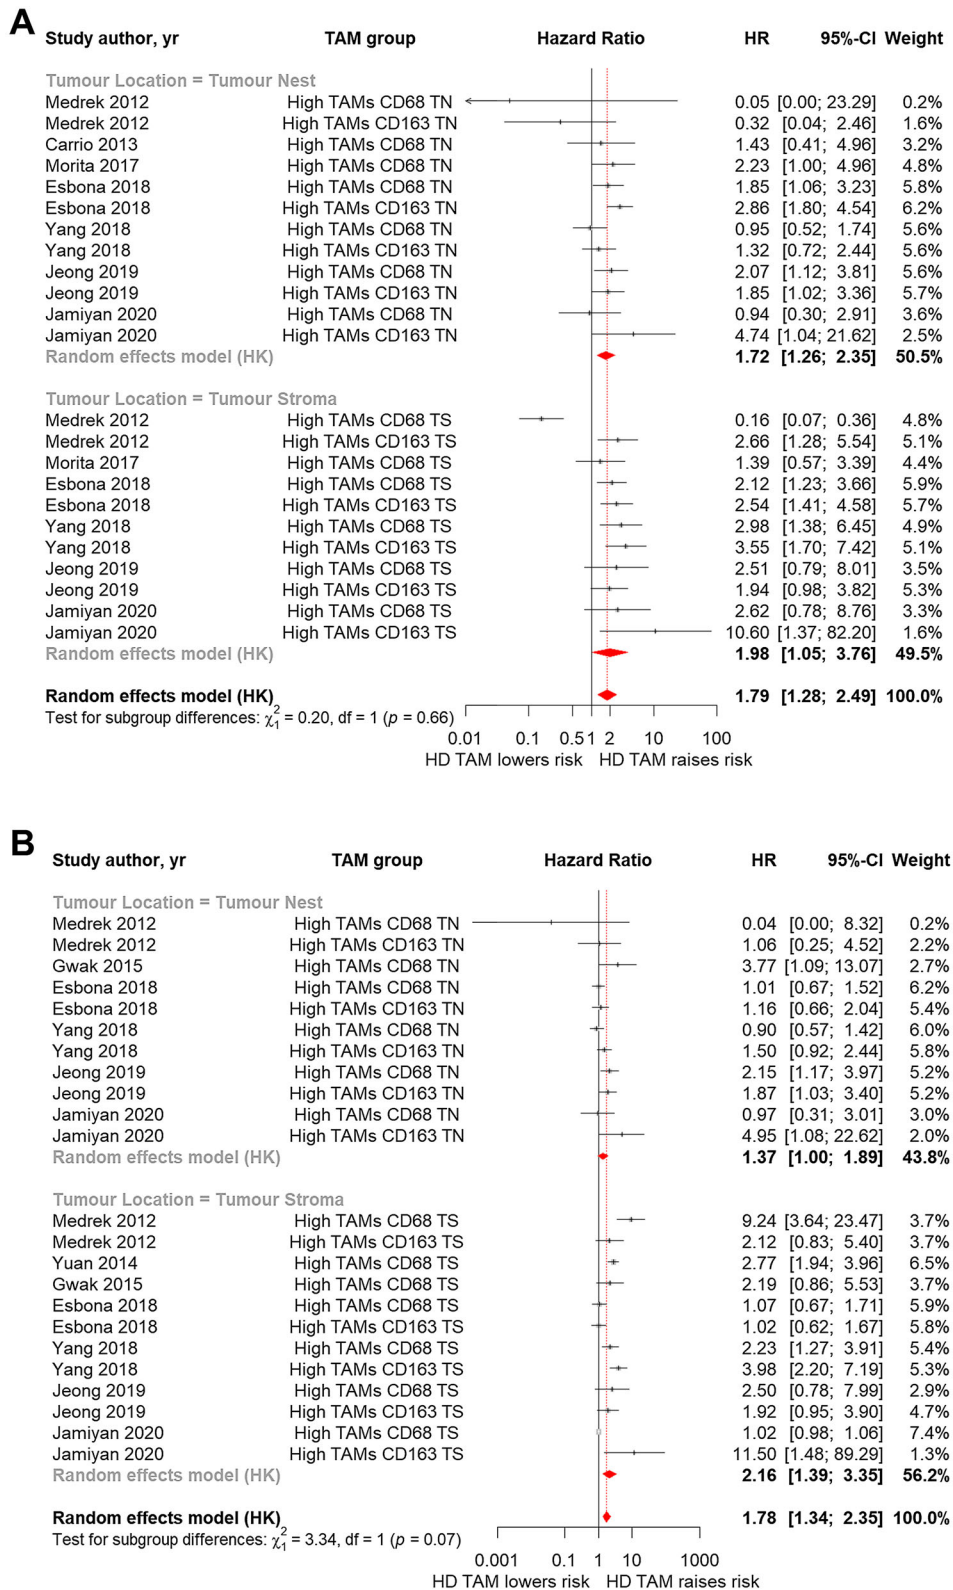 A
Study author, yr TAM group Hazard Ratio HR 95%-CI Weight
Tumour Location = Tumour Nest
Medrek 2012 High TAMs CD68 TN 0.05 [0.00; 23.29] 0.2%
Medrek 2012 High TAMs CD163 TN 0.32 [0.04; 2.46] 1.6%
Carrio 2013 High TAMs CD68 TN 1.43 [0.41; 4.96] 3.2%
Morita 2017 High TAMs CD68 TN 2.23 [1.00; 4.96] 4.8%
Esbona 2018 High TAMs CD68 TN 1.85 [1.06; 3.23] 5.8%
Esbona 2018 High TAMs CD163 TN 2.86 [1.80; 4.54] 6.2%
Yang 2018 High TAMs CD68 TN 0.95 [0.52; 1.74] 5.6%
Yang 2018 High TAMs CD163 TN 1.32 [0.72; 2.44] 5.6%
Jeong 2019 High TAMs CD68 TN 2.07 [1.12; 3.81] 5.6%
Jeong 2019 High TAMs CD163 TN 1.85 [1.02; 3.36] 5.7%
Jamiyan 2020 High TAMs CD68 TN 0.94 [0.30; 2.91] 3.6%
Jamiyan 2020 High TAMs CD163 TN 4.74 [1.04; 21.62] 2.5%
Random effects model (HK) 1.72 [1.26; 2.35] 50.5%
Tumour Location = Tumour Stroma
Medrek 2012 High TAMs CD68 TS 0.16 [0.07; 0.36] 4.8%
Medrek 2012 High TAMs CD163 TS 2.66 [1.28; 5.54] 5.1%
Morita 2017 High TAMs CD68 TS 1.39 [0.57; 3.39] 4.4%
Esbona 2018 High TAMs CD68 TS 2.12 [1.23; 3.66] 5.9%
Esbona 2018 High TAMs CD163 TS 2.54 [1.41; 4.58] 5.7%
Yang 2018 High TAMs CD68 TS 2.98 [1.38; 6.45] 4.9%
Yang 2018 High TAMs CD163 TS 3.55 [1.70; 7.42] 5.1%
Jeong 2019 High TAMs CD68 TS 2.51 [0.79; 8.01] 3.5%
Jeong 2019 High TAMs CD163 TS 1.94 [0.98; 3.82] 5.3%
Jamiyan 2020 High TAMs CD68 TS 2.62 [0.78; 8.76] 3.3%
Jamiyan 2020 High TAMs CD163 TS 10.60 [1.37; 82.20] 1.6%
Random effects model (HK) 1.98 [1.05; 3.76] 49.5%
Random effects model (HK) 1.79 [1.28; 2.49] 100.0%
Test for subgroup differences: χ²₁ = 0.20, df = 1 (p = 0.66)
0.01 0.1 0.5 1 2 10 100
HD TAM lowers risk HD TAM raises risk
B
Study author, yr TAM group Hazard Ratio HR 95%-CI Weight
Tumour Location = Tumour Nest
Medrek 2012 High TAMs CD68 TN 0.04 [0.00; 8.32] 0.2%
Medrek 2012 High TAMs CD163 TN 1.06 [0.25; 4.52] 2.2%
Gwak 2015 High TAMs CD68 TN 3.77 [1.09; 13.07] 2.7%
Esbona 2018 High TAMs CD68 TN 1.01 [0.67; 1.52] 6.2%
Esbona 2018 High TAMs CD163 TN 1.16 [0.66; 2.04] 5.4%
Yang 2018 High TAMs CD68 TN 0.90 [0.57; 1.42] 6.0%
Yang 2018 High TAMs CD163 TN 1.50 [0.92; 2.44] 5.8%
Jeong 2019 High TAMs CD68 TN 2.15 [1.17; 3.97] 5.2%
Jeong 2019 High TAMs CD163 TN 1.87 [1.03; 3.40] 5.2%
Jamiyan 2020 High TAMs CD68 TN 0.97 [0.31; 3.01] 3.0%
Jamiyan 2020 High TAMs CD163 TN 4.95 [1.08; 22.62] 2.0%
Random effects model (HK) 1.37 [1.00; 1.89] 43.8%
Tumour Location = Tumour Stroma
Medrek 2012 High TAMs CD68 TS 9.24 [3.64; 23.47] 3.7%
Medrek 2012 High TAMs CD163 TS 2.12 [0.83; 5.40] 3.7%
Yuan 2014 High TAMs CD68 TS 2.77 [1.94; 3.96] 6.5%
Gwak 2015 High TAMs CD68 TS 2.19 [0.86; 5.53] 3.7%
Esbona 2018 High TAMs CD68 TS 1.07 [0.67; 1.71] 5.9%
Esbona 2018 High TAMs CD163 TS 1.02 [0.62; 1.67] 5.8%
Yang 2018 High TAMs CD68 TS 2.23 [1.27; 3.91] 5.4%
Yang 2018 High TAMs CD163 TS 3.98 [2.20; 7.19] 5.3%
Jeong 2019 High TAMs CD68 TS 2.50 [0.78; 7.99] 2.9%
Jeong 2019 High TAMs CD163 TS 1.92 [0.95; 3.90] 4.7%
Jamiyan 2020 High TAMs CD68 TS 1.02 [0.98; 1.06] 7.4%
Jamiyan 2020 High TAMs CD163 TS 11.50 [1.48; 89.29] 1.3%
Random effects model (HK) 2.16 [1.39; 3.35] 56.2%
Random effects model (HK) 1.78 [1.34; 2.35] 100.0%
Test for subgroup differences: χ²₁ = 3.34, df = 1 (p = 0.07)
0.001 0.1 1 10 1000
HD TAM lowers risk HD TAM raises risk